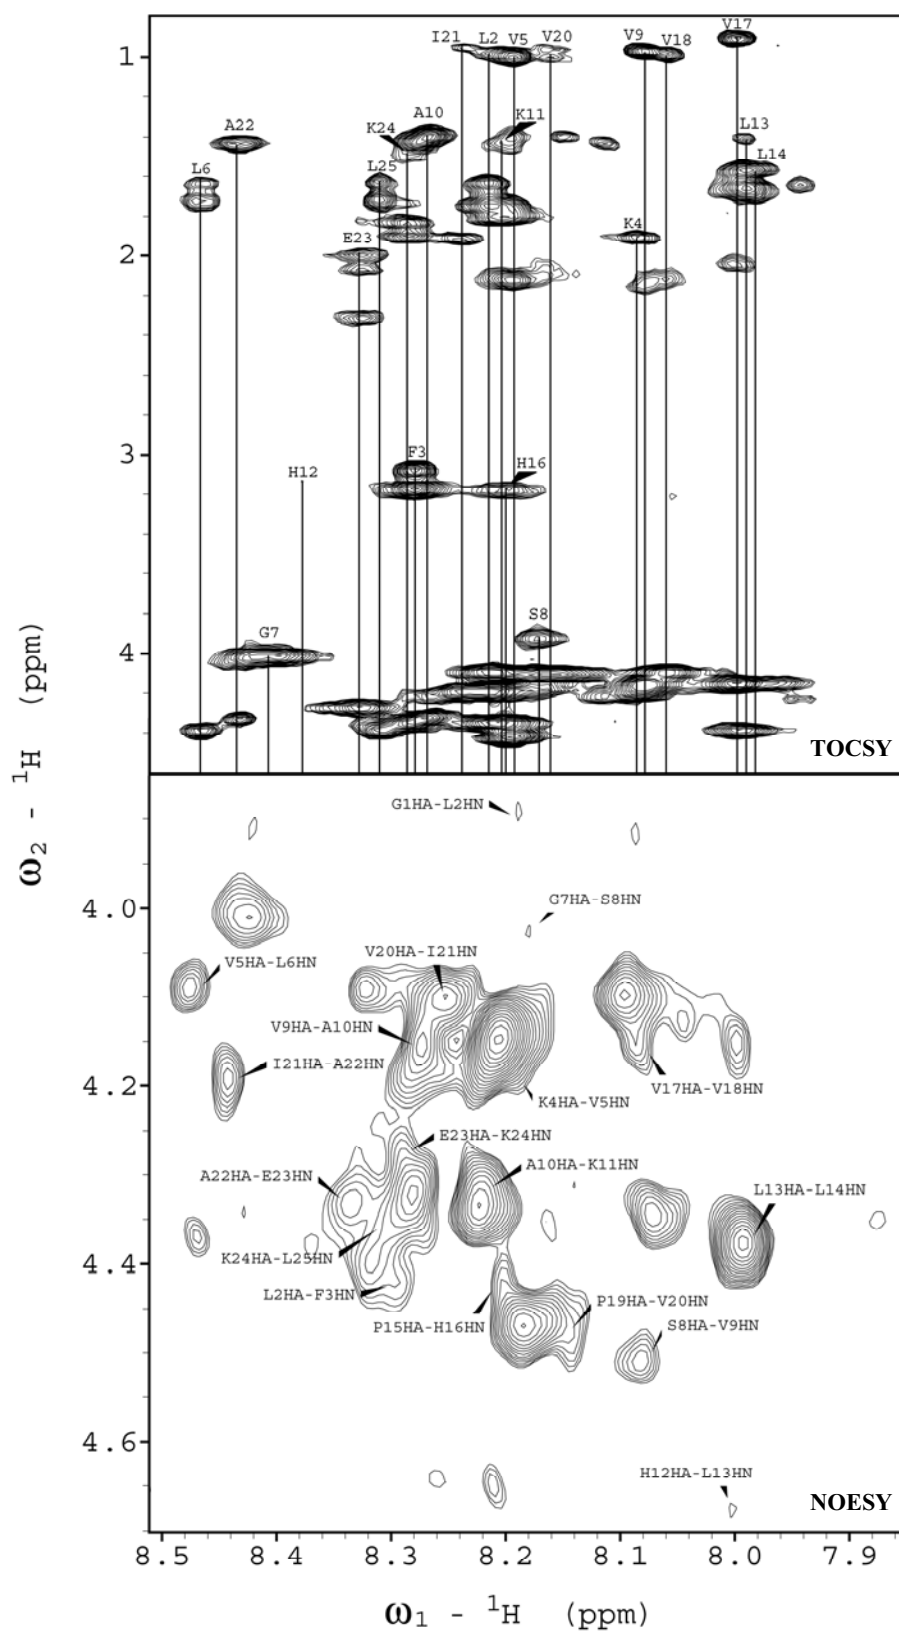 V17
I21 L2 V5 V20 V9 V18
1
A10 K11
A22 K24 L13
L6 L25 L14
K4
E23
2
3
F3
H16
H12
S8
G7
4
TOCSY
G1HA-L2HN
4.0
G7HA-S8HN
V20HA-I21HN
V5HA-L6HN
V9HA-A10HN
I21HA-A22HN
V17HA-V18HN
4.2
K4HA-V5HN
E23HA-K24HN
A22HA-E23HN
A10HA-K11HN
L13HA-L14HN
K24HA-L25HN
4.4
L2HA-F3HN
P19HA-V20HN
P15HA-H16HN
S8HA-V9HN
4.6
H12HA-L13HN
NOESY
8.5 8.4 8.3 8.2 8.1 8.0 7.9
ω₁ - ¹H (ppm)
ω₂ - ¹H (ppm)